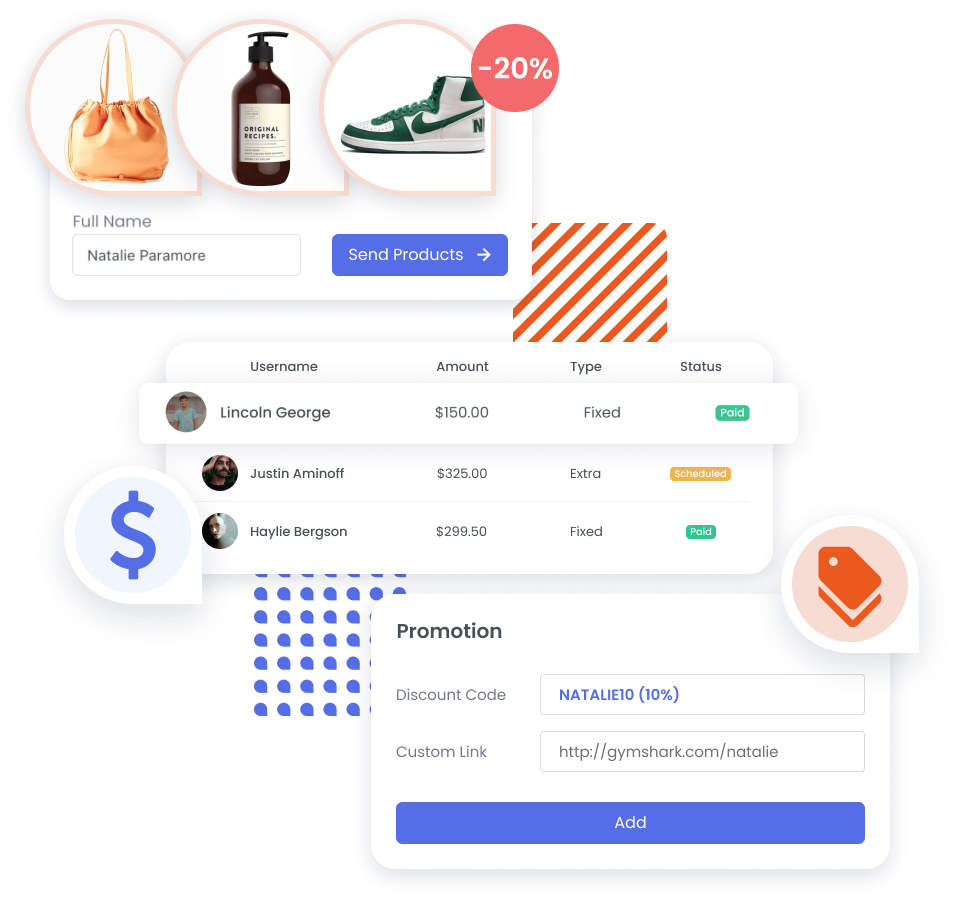 -20%
ORIGINAL
RECIPES.
Full Name
Natalie Paramore
Send Products
Username Amount Type Status
Lincoln George $150.00 Fixed Paid
Justin Aminoff $325.00 Extra Scheduled
Haylie Bergson $299.50 Fixed Paid
$
Promotion
Discount Code NATALIE10 (10%)
Custom Link http://gymshark.com/natalie
Add